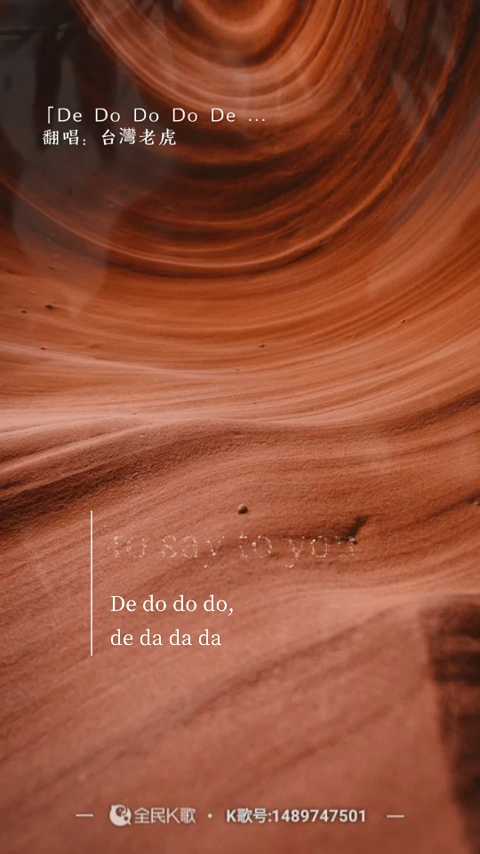 「De Do Do Do De ...
翻唱：台灣老虎
to say to you
De do do do,
de da da da
全民K歌 · K歌号:1489747501